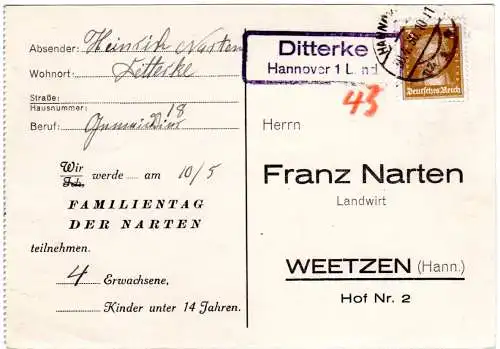 Absender: Heinrich Narten
Wohnort: Ditterke
Straße:
Hausnummer: 18
Beruf:
Wir
Ich werde am 10/5
FAMILIENTAG
DER NARTEN
teilnehmen.
4 Erwachsene,
Kinder unter 14 Jahren.
Ditterke
Hannover 1 Land
43
HANNOV
Deutsches Reich
Herrn
Franz Narten
Landwirt
WEETZEN (Hann.)
Hof Nr. 2